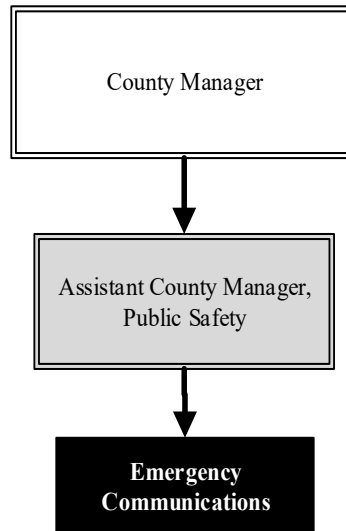 County Manager
Assistant County Manager,
Public Safety
Emergency
Communications